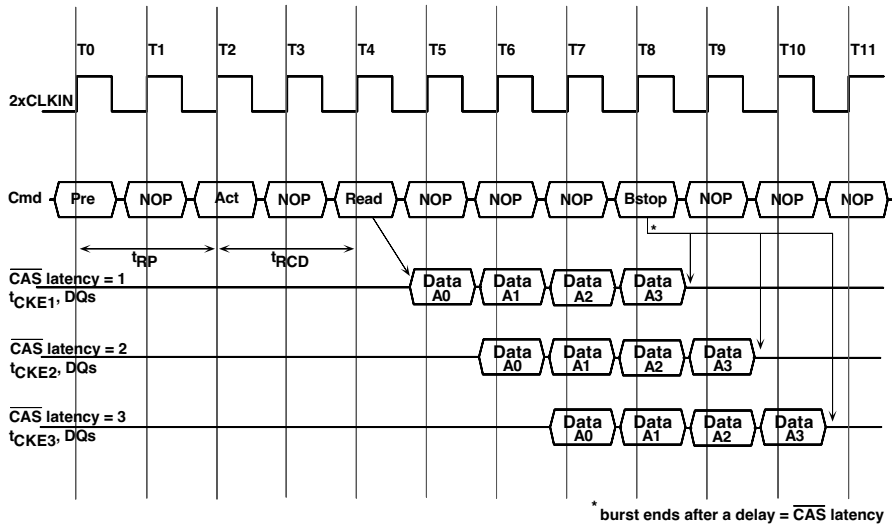 T0 T1 T2 T3 T4 T5 T6 T7 T8 T9 T10 T11
2xCLKIN
Cmd Pre NOP Act NOP Read NOP NOP NOP Bstop NOP NOP NOP
*
tRP tRCD
CAS latency = 1
tCKE1, DQs
Data A0 Data A1 Data A2 Data A3
CAS latency = 2
tCKE2, DQs
Data A0 Data A1 Data A2 Data A3
CAS latency = 3
tCKE3, DQs
Data A0 Data A1 Data A2 Data A3
* burst ends after a delay = CAS latency